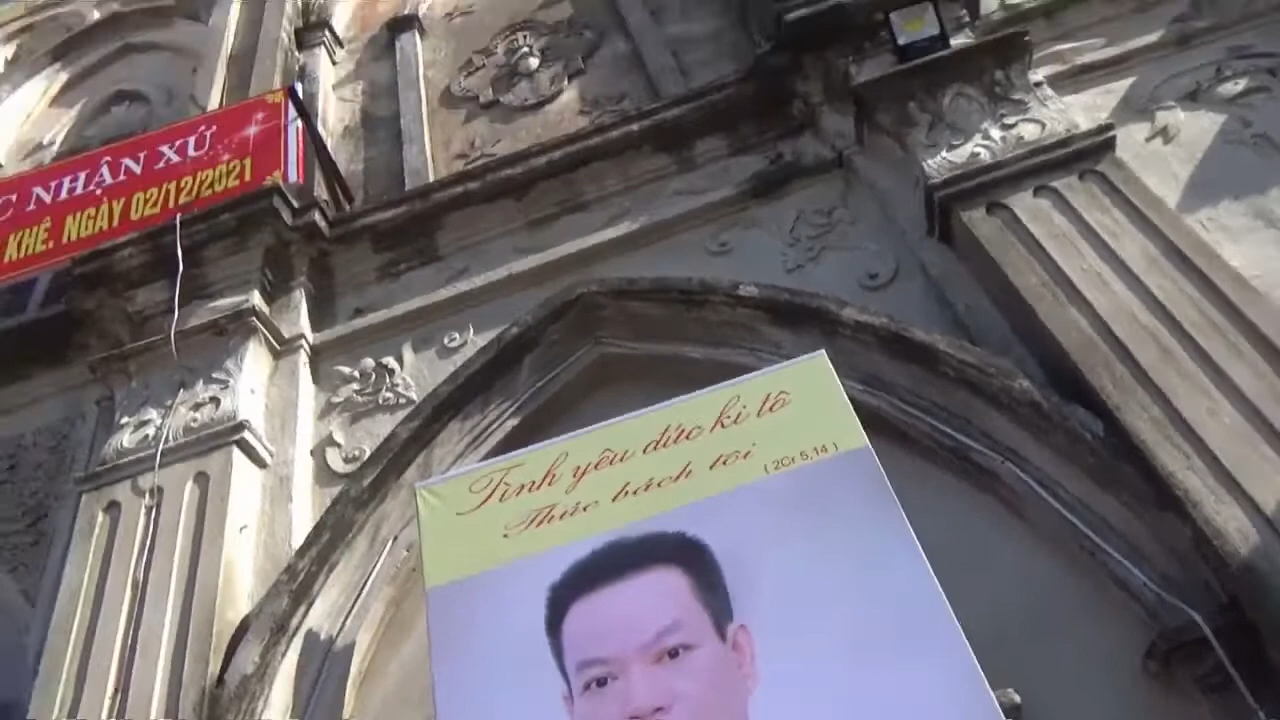 C NHẬN XỨ
KHÊ. NGÀY 02/12/2021
Tình yêu đức ki tô
Thúc bách tôi (2Cr 5,14)